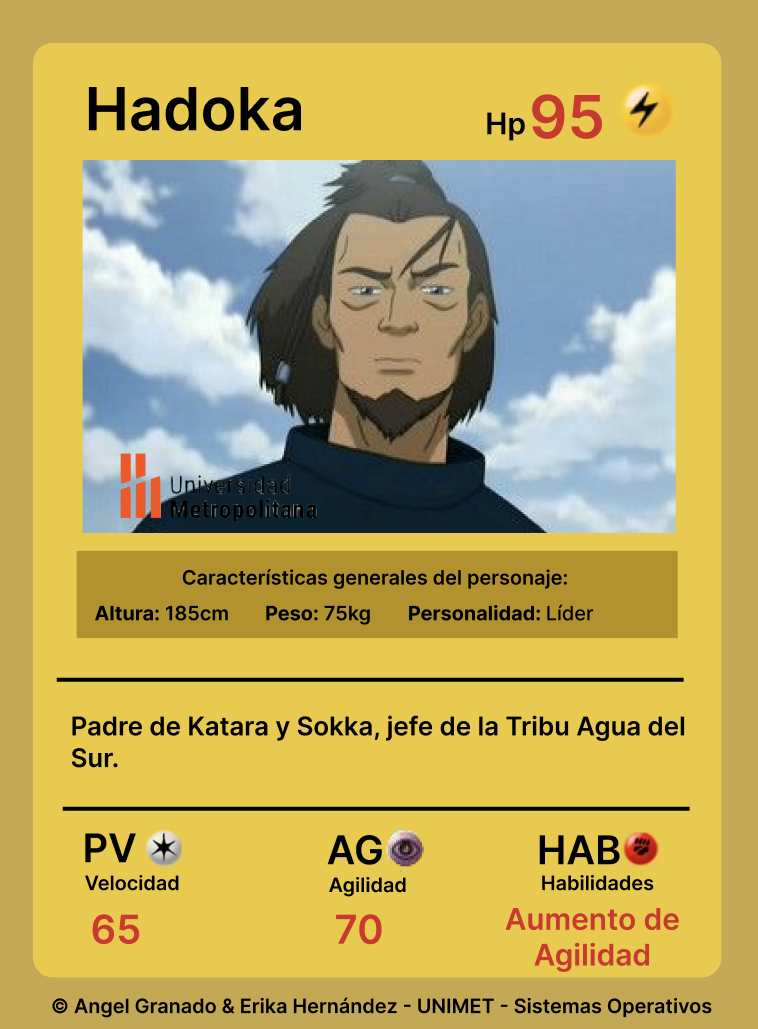 Hadoka
Hp 95
Universidad
Metropolitana
Características generales del personaje:
Altura: 185cm Peso: 75kg Personalidad: Líder
Padre de Katara y Sokka, jefe de la Tribu Agua del
Sur.
PV AG HAB
Velocidad Agilidad Habilidades
65 70 Aumento de
Agilidad
© Angel Granado & Erika Hernández - UNIMET - Sistemas Operativos